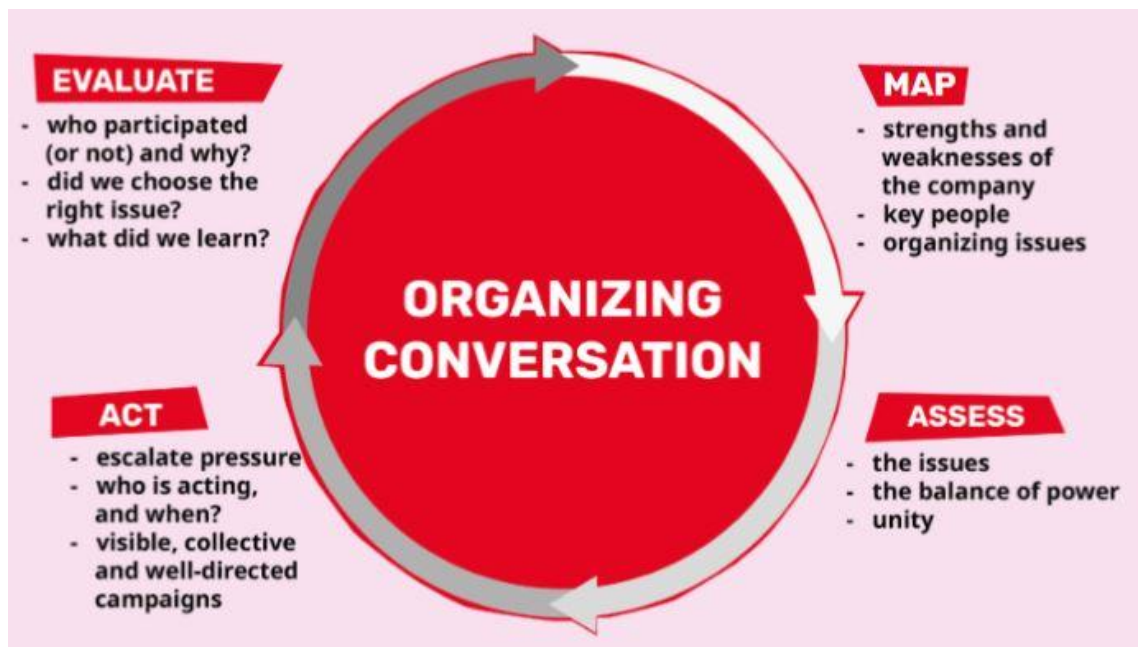 EVALUATE
- who participated
(or not) and why?
- did we choose the
right issue?
- what did we learn?
MAP
- strengths and
weaknesses of
the company
- key people
- organizing issues
ORGANIZING
CONVERSATION
ACT
- escalate pressure
- who is acting,
and when?
- visible, collective
and well-directed
campaigns
ASSESS
- the issues
- the balance of power
- unity